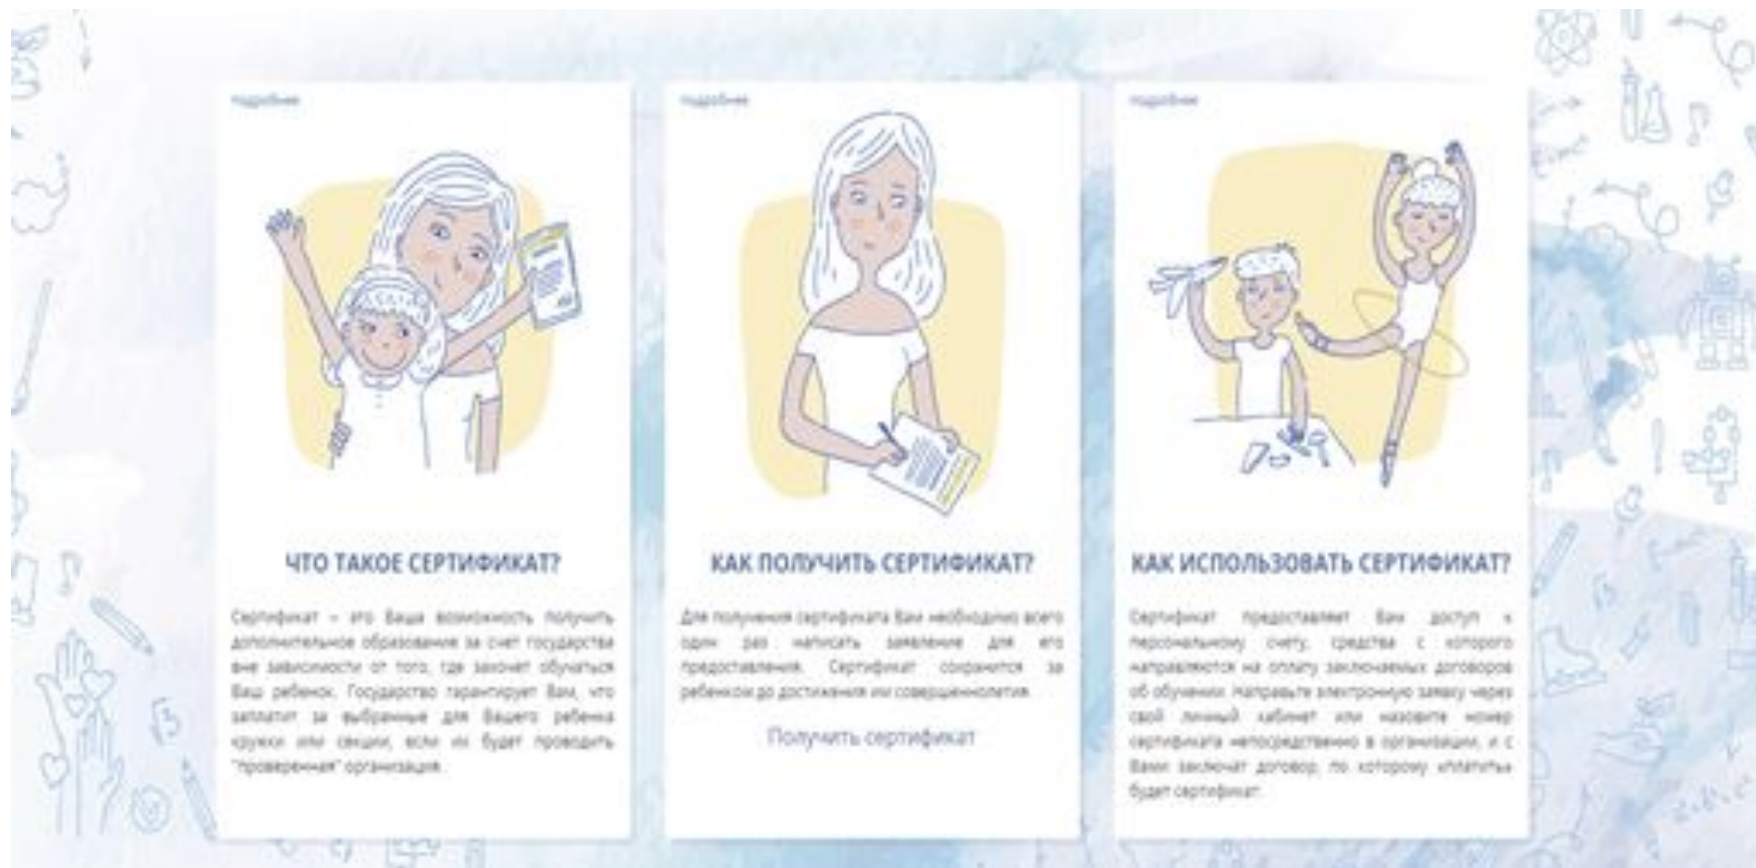 подробнее
ЧТО ТАКОЕ СЕРТИФИКАТ?
Сертификат – это Ваша возможность получить
дополнительное образование за счет государства
вне зависимости от того, где захочет обучаться
Ваш ребенок. Государство гарантирует Вам, что
заплатит за выбранные для Вашего ребенка
кружки или секции, если их будет проводить
"проверенная" организация.
подробнее
КАК ПОЛУЧИТЬ СЕРТИФИКАТ?
Для получения сертификата Вам необходимо всего
один раз написать заявление для его
предоставления. Сертификат сохранится за
ребенком до достижения им совершеннолетия.
Получить сертификат
подробнее
КАК ИСПОЛЬЗОВАТЬ СЕРТИФИКАТ?
Сертификат предоставляет Вам доступ к
персональному счету, средства с которого
направляются на оплату заключаемых договоров
об обучении. Направьте электронную заявку через
свой личный кабинет или назовите номер
сертификата непосредственно в организации, и с
Вами заключат договор, по которому «платить»
будет сертификат.